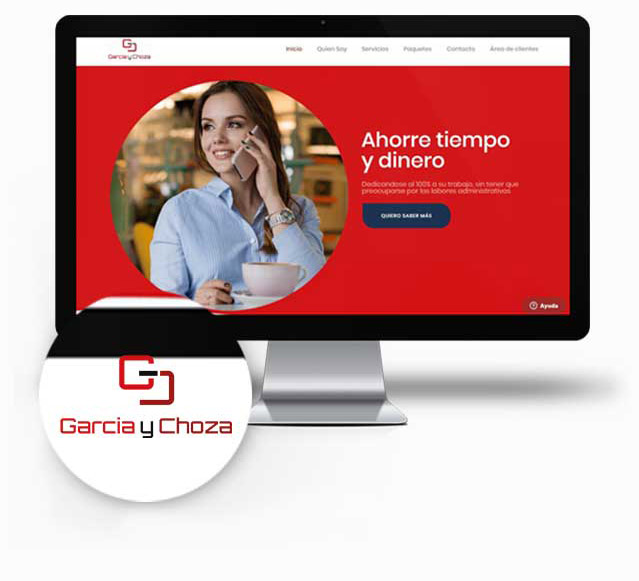 Garcia y Choza
Inicio Quien Soy Servicios Paquetes Contacto Área de clientes
Ahorre tiempo
y dinero
Dedicandose al 100% a su trabajo, sin tener que
preocuparse por las labores administrativas.
QUIERO SABER MÁS
Ayuda
Garcia y Choza